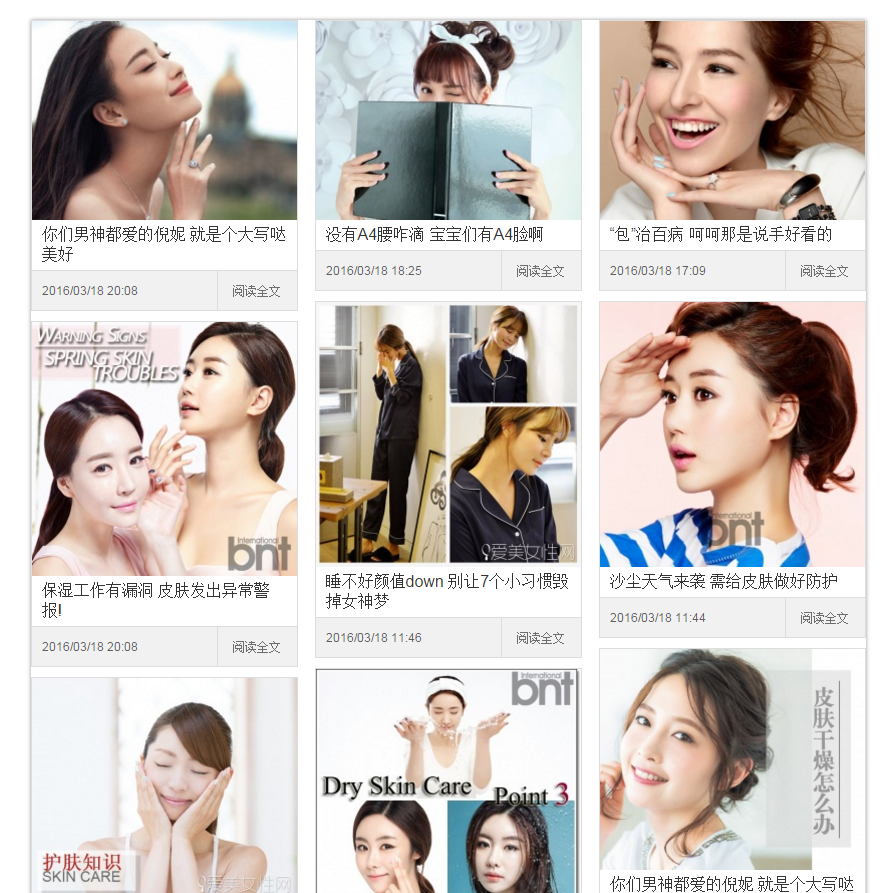 你们男神都爱的倪妮 就是个大写哒
美好
2016/03/18 20:08
阅读全文
没有A4腰咋滴 宝宝们有A4脸啊
2016/03/18 18:25
阅读全文
“包”治百病 呵呵那是说手好看的
2016/03/18 17:09
阅读全文
WARNING SIGNS
SPRING SKIN
TROUBLES
International
bnt
保湿工作有漏洞 皮肤发出异常警
报!
2016/03/18 20:08
阅读全文
爱美女性网
睡不好颜值down 别让7个小习惯毁
掉女神梦
2016/03/18 11:46
阅读全文
International
bnt
沙尘天气来袭 需给皮肤做好防护
2016/03/18 11:44
阅读全文
护肤知识
SKIN CARE
爱美女性网
International
bnt
Dry Skin Care
Point 3
皮肤干燥怎么办
你们男神都爱的倪妮 就是个大写哒